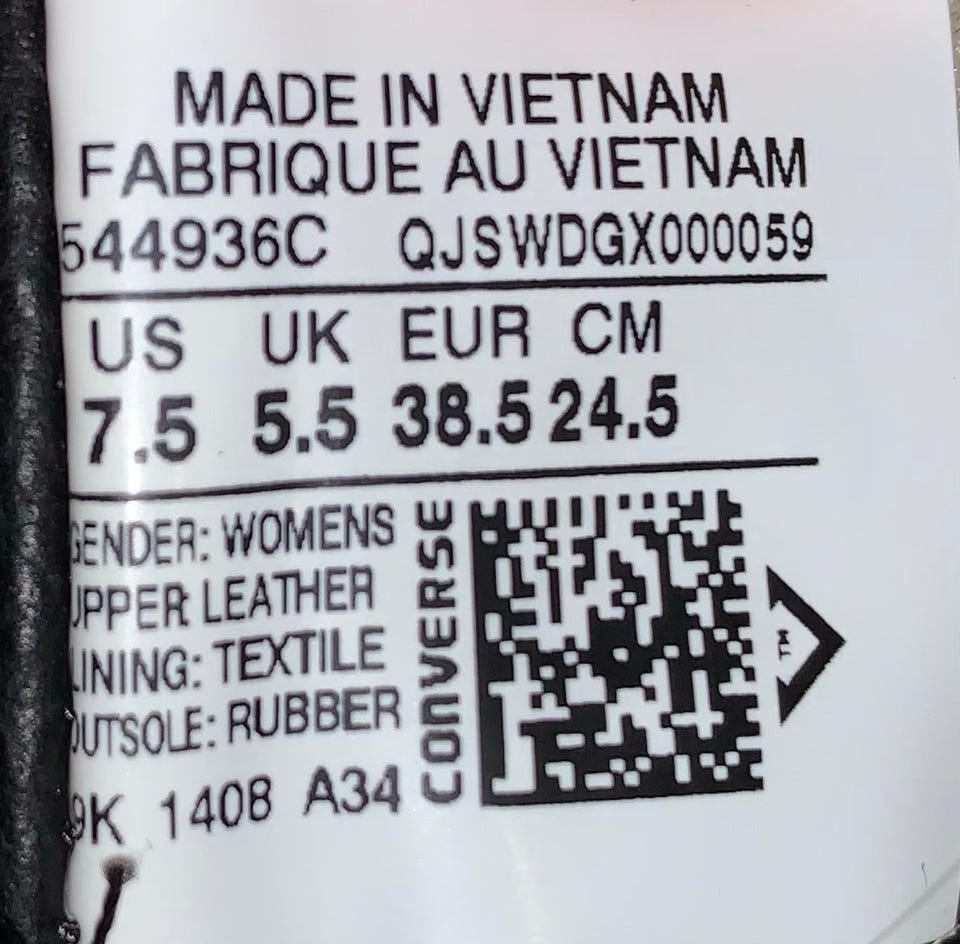 MADE IN VIETNAM
FABRIQUE AU VIETNAM
544936C QJSWDGX000059
US UK EUR CM
7.5 5.5 38.5 24.5
GENDER: WOMENS
UPPER LEATHER
LINING: TEXTILE
OUTSOLE: RUBBER
9K 1408 A34
CONVERSE
TM